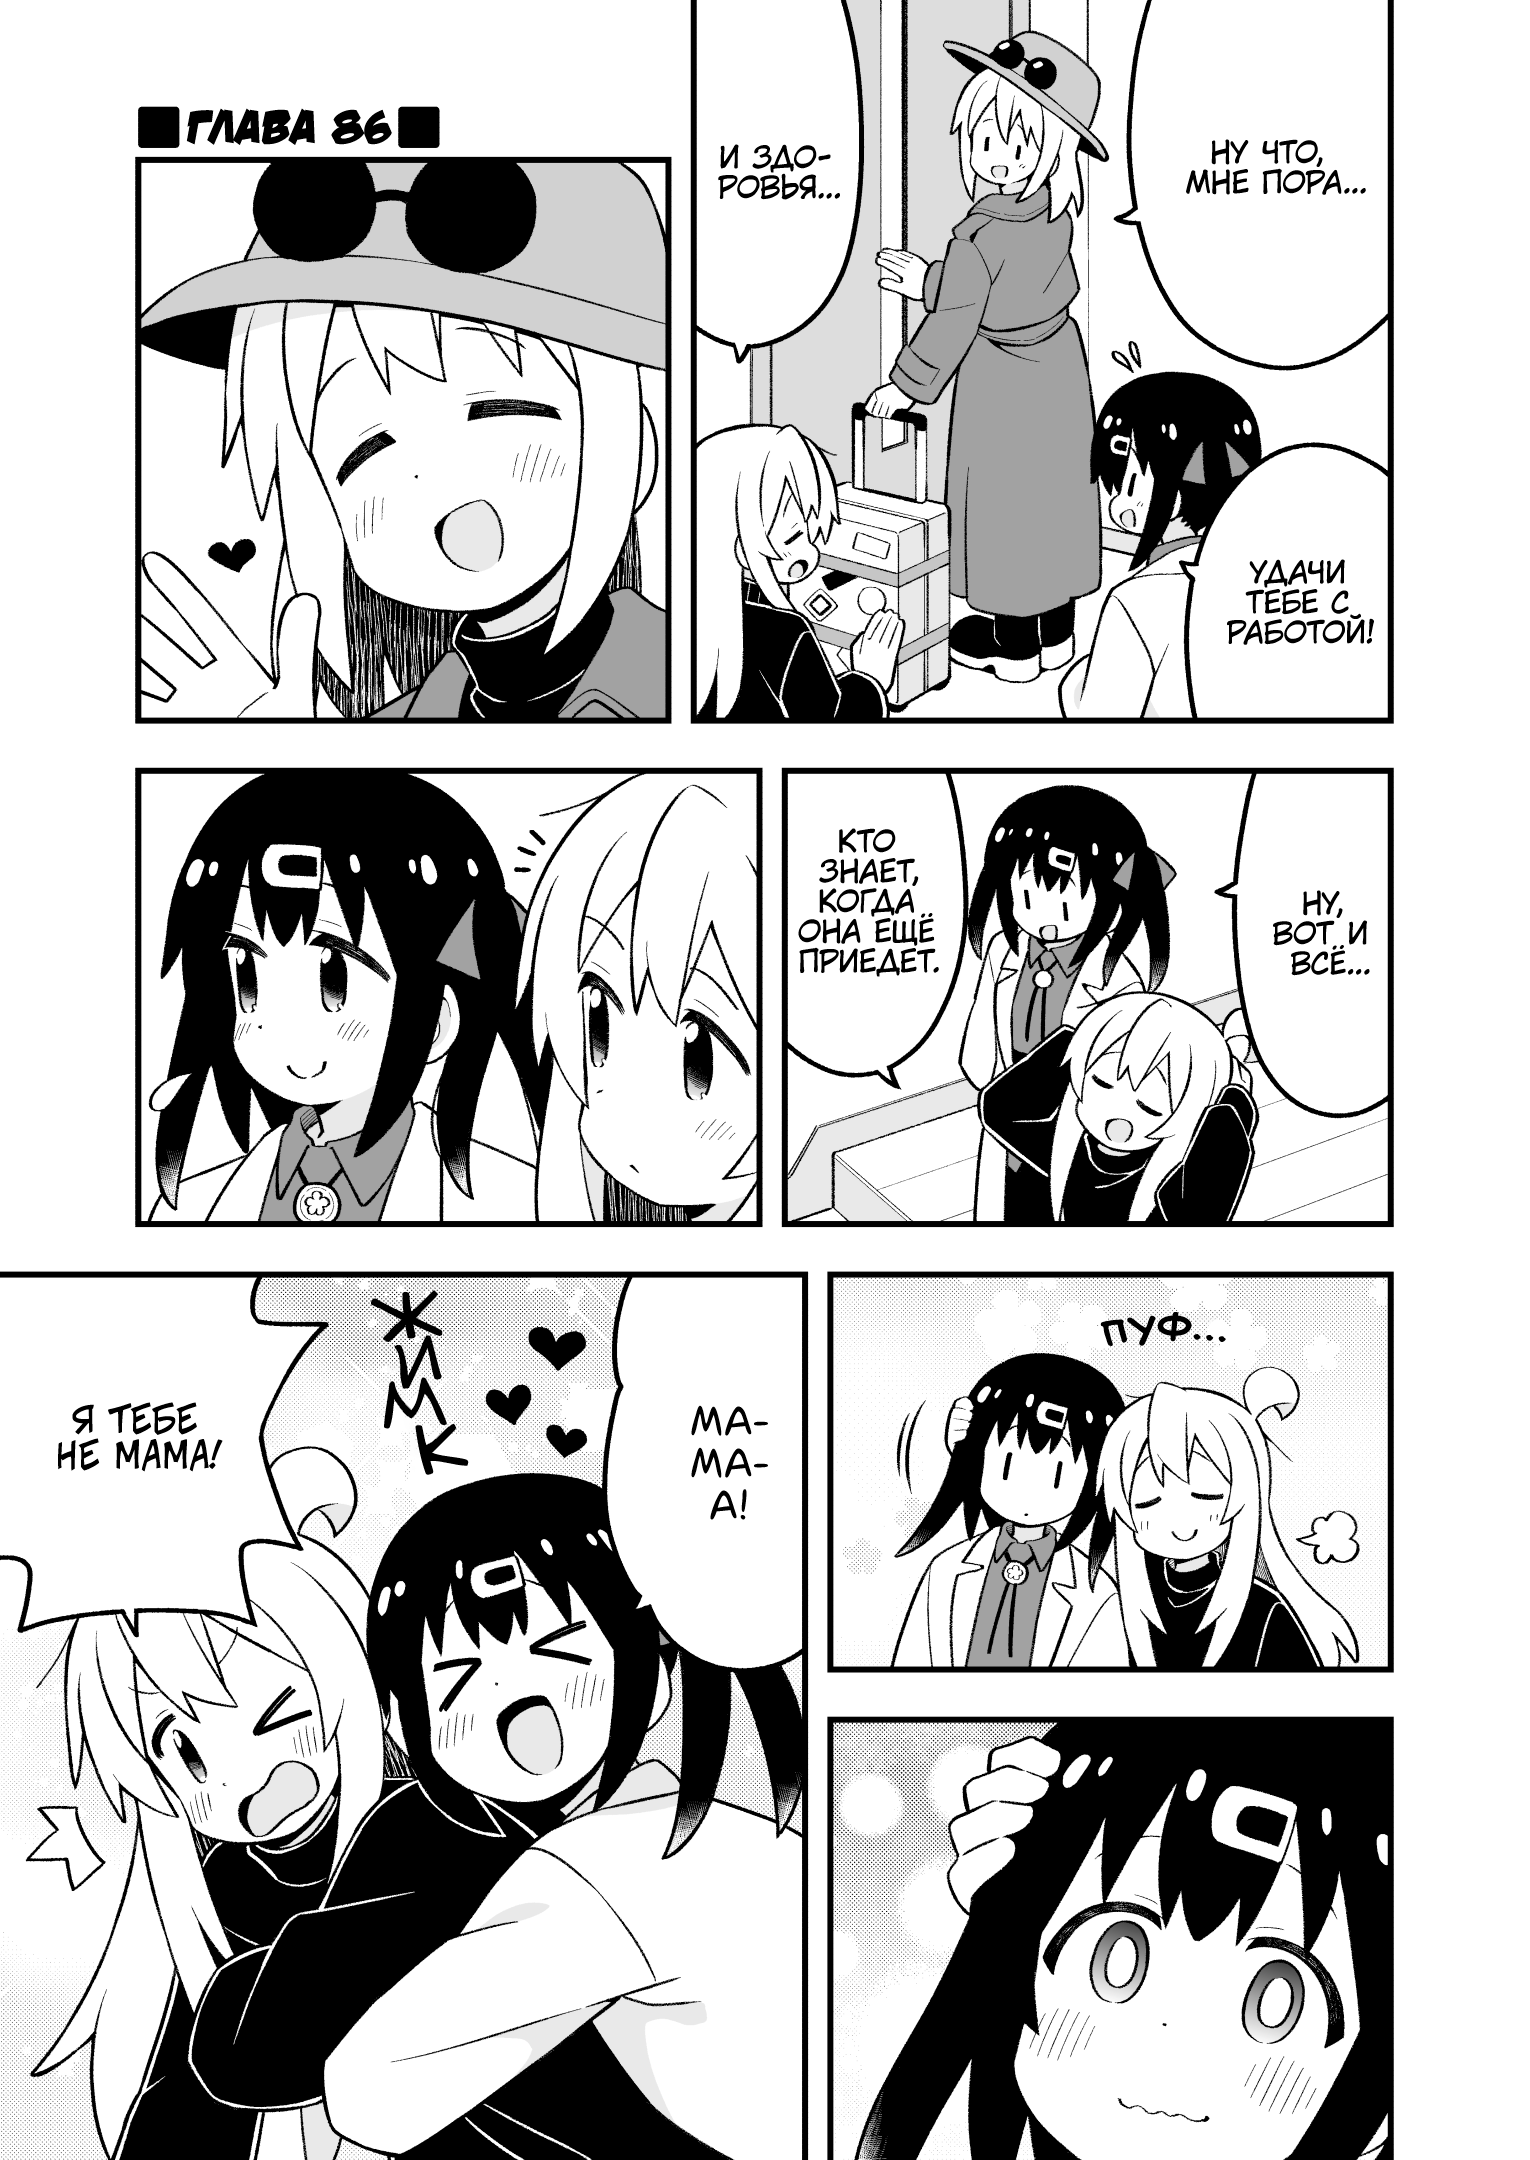 ГЛАВА 86
НУ ЧТО,
МНЕ ПОРА...
УДАЧИ
ТЕБЕ С
РАБОТОЙ!
И ЗДО-
РОВЬЯ...
НУ,
ВОТ И
ВСЁ...
КТО
ЗНАЕТ,
КОГДА
ОНА ЕЩЁ
ПРИЕДЕТ.
ПУФ...
МА-
МА-
А!
ЖИМК
Я ТЕБЕ
НЕ МАМА!